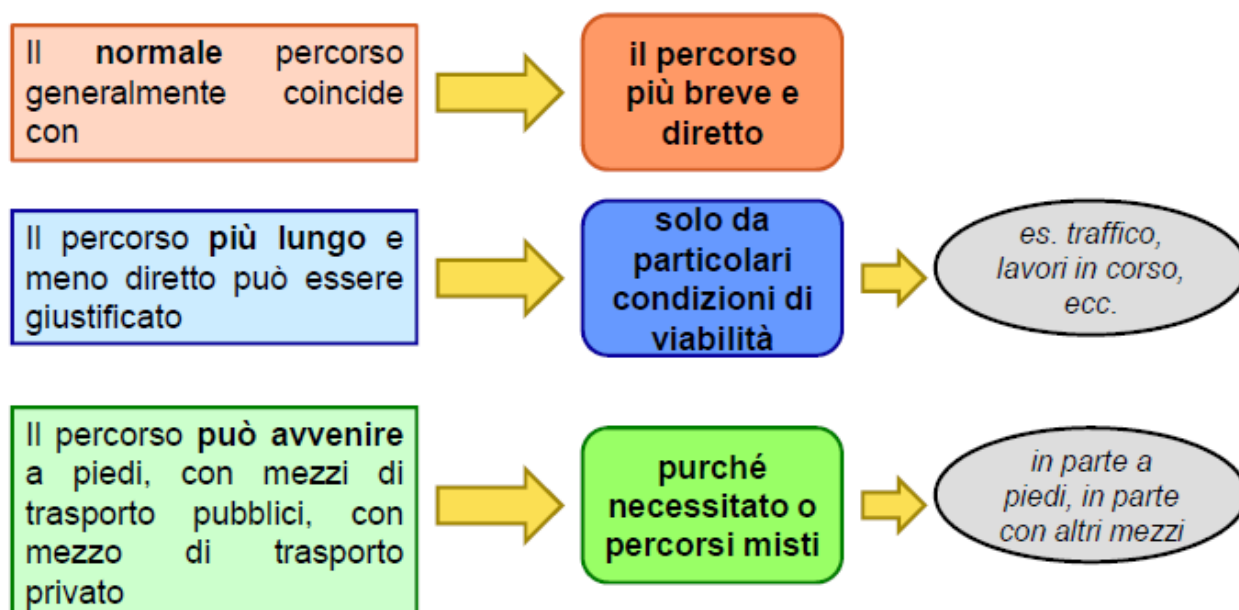 Il normale percorso
generalmente coincide
con
il percorso
più breve e
diretto
Il percorso più lungo e
meno diretto può essere
giustificato
solo da
particolari
condizioni di
viabilità
es. traffico,
lavori in corso,
ecc.
Il percorso può avvenire
a piedi, con mezzi di
trasporto pubblici, con
mezzo di trasporto
privato
purché
necessitato o
percorsi misti
in parte a
piedi, in parte
con altri mezzi